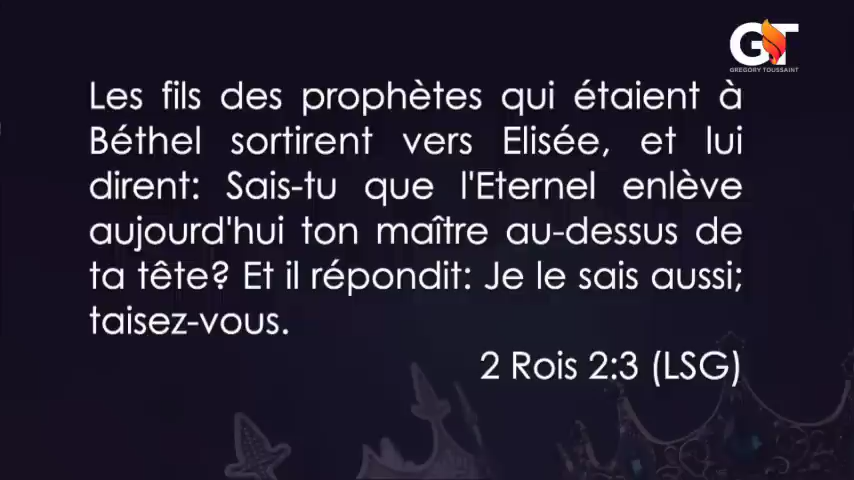 GT
GREGORY TOUSSAINT
Les fils des prophètes qui étaient à
Béthel sortirent vers Elisée, et lui
dirent: Sais-tu que l'Eternel enlève
aujourd'hui ton maître au-dessus de
ta tête? Et il répondit: Je le sais aussi;
taisez-vous.
2 Rois 2:3 (LSG)